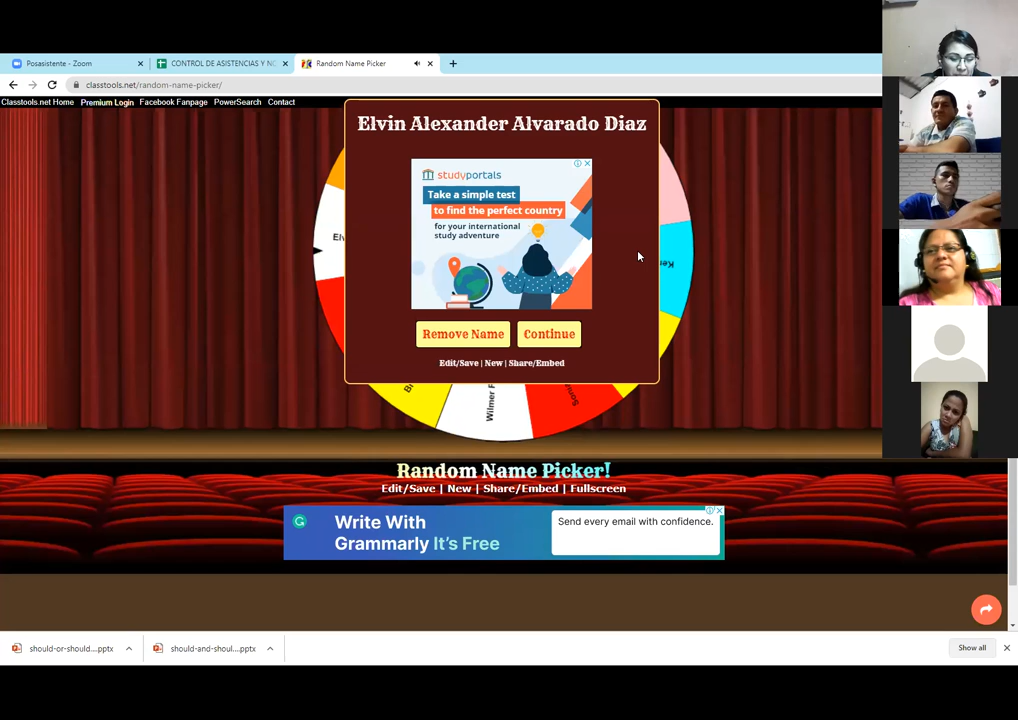 Posasistente - Zoom
CONTROL DE ASISTENCIAS Y NO
Random Name Picker
classtools.net/random-name-picker/
Classtools.net Home Premium Login Facebook Fanpage PowerSearch Contact
Elvin Alexander Alvarado Diaz
studyportals
Take a simple test
to find the perfect country
for your international
study adventure
Remove Name Continue
Edit/Save | New | Share/Embed
Wilmer F
Random Name Picker!
Edit/Save | New | Share/Embed | Fullscreen
Write With
Grammarly It's Free
Send every email with confidence.
should-or-should....pptx
should-and-shoul....pptx
Show all